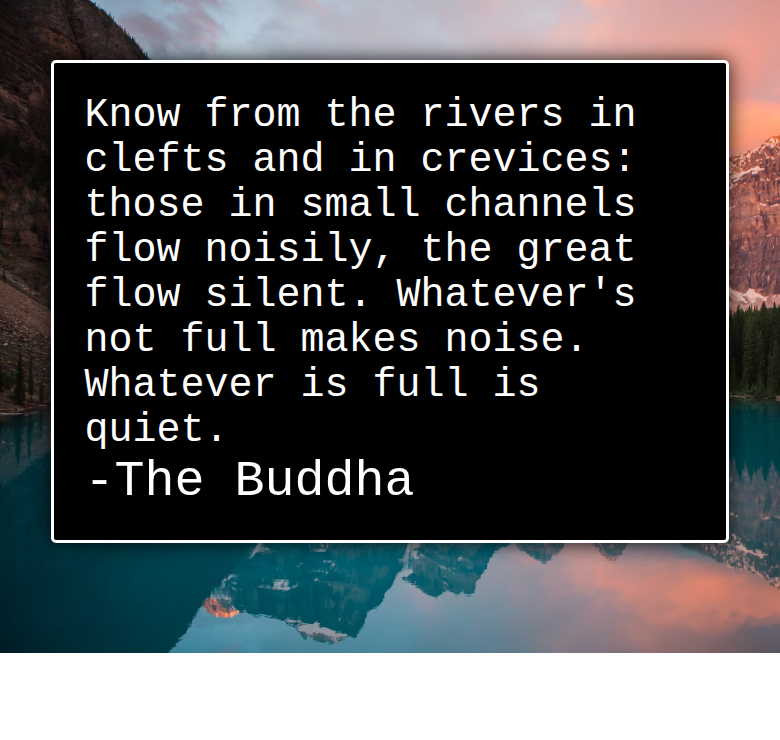 Know from the rivers in
clefts and in crevices:
those in small channels
flow noisily, the great
flow silent. Whatever's
not full makes noise.
Whatever is full is
quiet.
-The Buddha